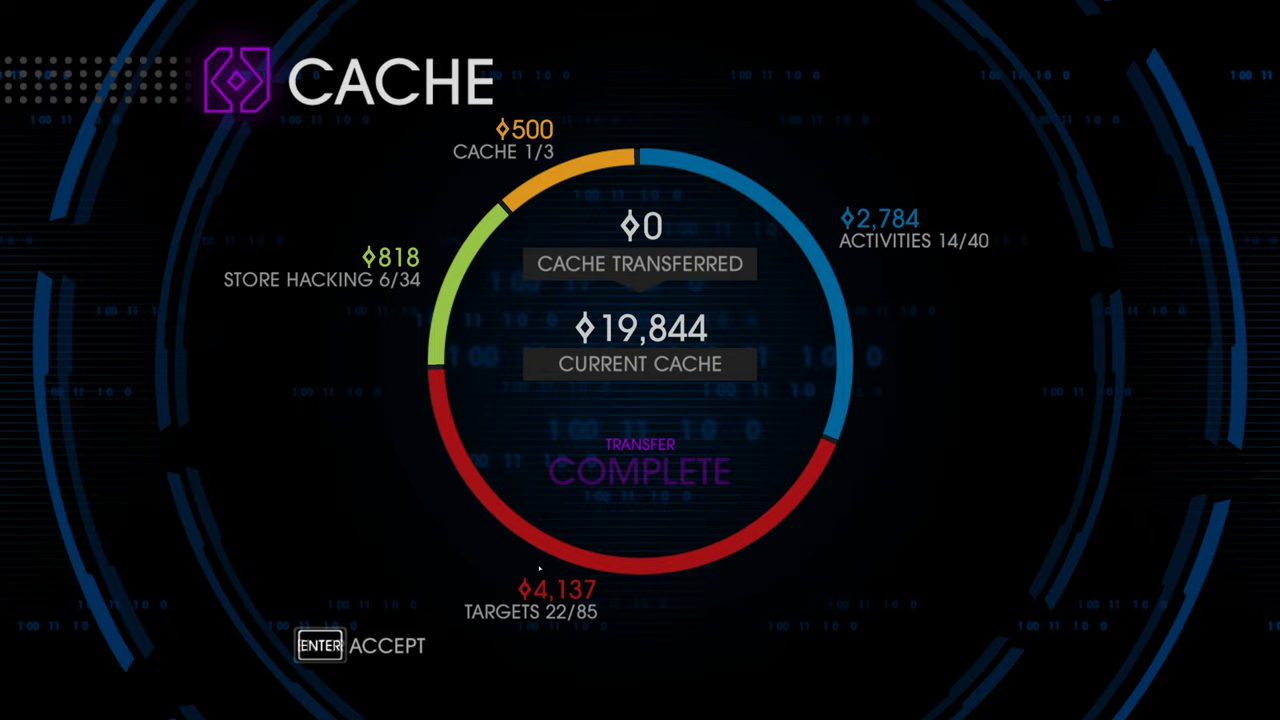 CACHE
500
CACHE 1/3
2,784
ACTIVITIES 14/40
818
STORE HACKING 6/34
0
CACHE TRANSFERRED
19,844
CURRENT CACHE
TRANSFER
COMPLETE
4,137
TARGETS 22/85
ENTER ACCEPT